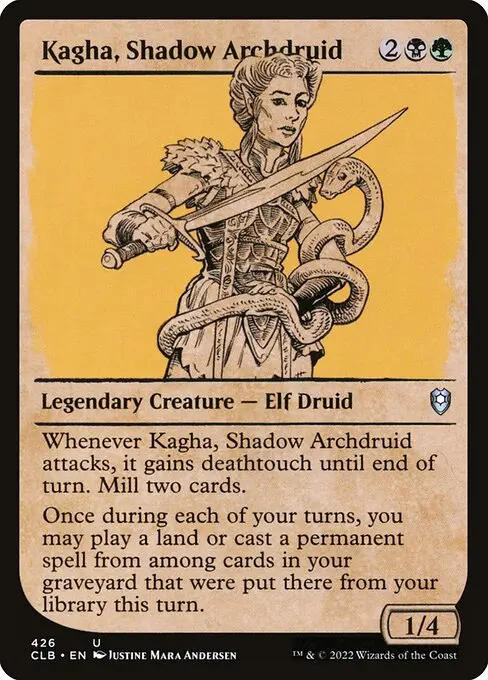 Kagha, Shadow Archdruid 2
Legendary Creature — Elf Druid
Whenever Kagha, Shadow Archdruid
attacks, it gains deathtouch until end of
turn. Mill two cards.
Once during each of your turns, you
may play a land or cast a permanent
spell from among cards in your
graveyard that were put there from your
library this turn.
1/4
426 U
CLB • EN Justine Mara Andersen
™ & © 2022 Wizards of the Coast